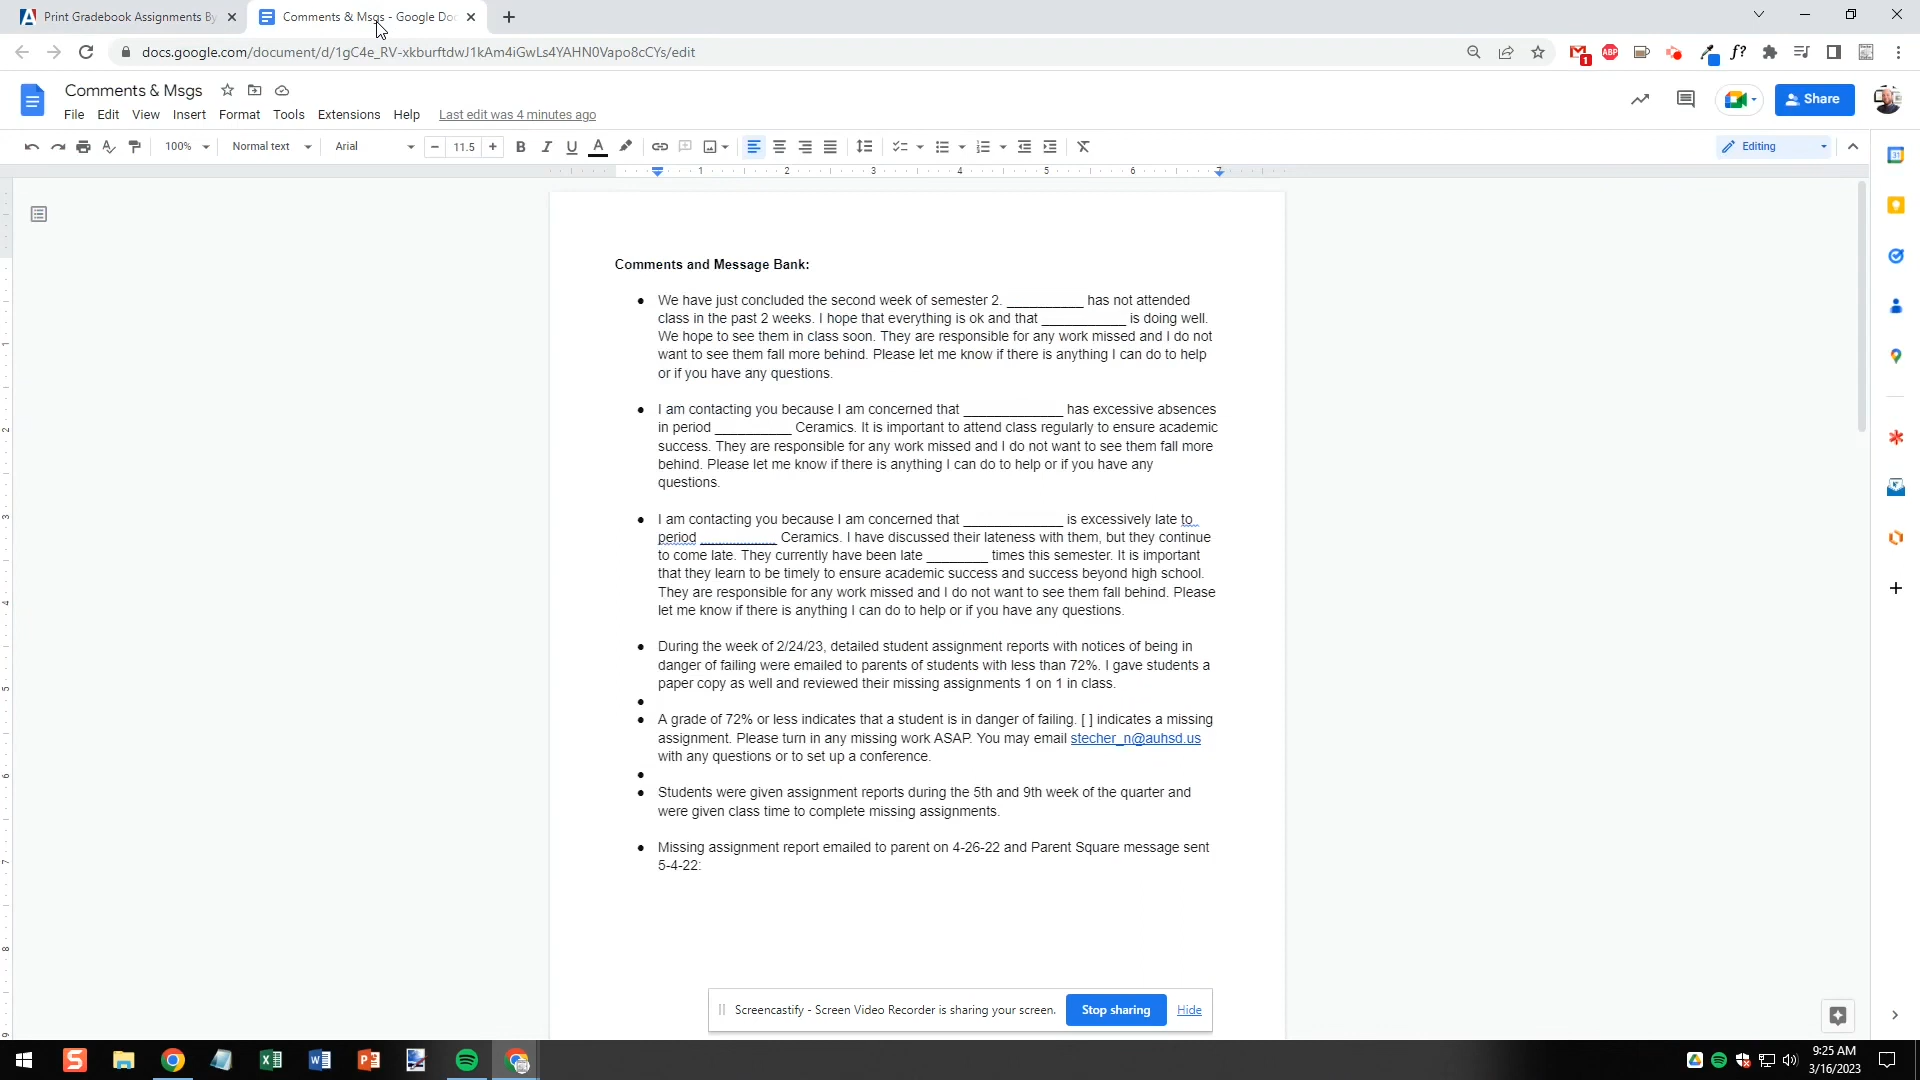 Print Gradebook Assignments By
Comments & Msgs - Google Doc
docs.google.com/document/d/1gC4e_RV-xkburftdwJ1kAm4iGwLs4YAHN0Vapo8cCYs/edit
Comments & Msgs
File Edit View Insert Format Tools Extensions Help Last edit was 4 minutes ago
Share
100% Normal text Arial 11.5 Editing
1 2 3 4 5 6 7
Comments and Message Bank:
● We have just concluded the second week of semester 2. __________ has not attended
class in the past 2 weeks. I hope that everything is ok and that ___________ is doing well.
We hope to see them in class soon. They are responsible for any work missed and I do not
want to see them fall more behind. Please let me know if there is anything I can do to help
or if you have any questions.
● I am contacting you because I am concerned that _____________ has excessive absences
in period __________ Ceramics. It is important to attend class regularly to ensure academic
success. They are responsible for any work missed and I do not want to see them fall more
behind. Please let me know if there is anything I can do to help or if you have any
questions.
● I am contacting you because I am concerned that _____________ is excessively late to
period __________ Ceramics. I have discussed their lateness with them, but they continue
to come late. They currently have been late ________ times this semester. It is important
that they learn to be timely to ensure academic success and success beyond high school.
They are responsible for any work missed and I do not want to see them fall behind. Please
let me know if there is anything I can do to help or if you have any questions.
● During the week of 2/24/23, detailed student assignment reports with notices of being in
danger of failing were emailed to parents of students with less than 72%. I gave students a
paper copy as well and reviewed their missing assignments 1 on 1 in class.
●
● A grade of 72% or less indicates that a student is in danger of failing. [ ] indicates a missing
assignment. Please turn in any missing work ASAP. You may email stecher_n@auhsd.us
with any questions or to set up a conference.
●
● Students were given assignment reports during the 5th and 9th week of the quarter and
were given class time to complete missing assignments.
● Missing assignment report emailed to parent on 4-26-22 and Parent Square message sent
5-4-22:
Screencastify - Screen Video Recorder is sharing your screen. Stop sharing Hide
9:25 AM
3/16/2023